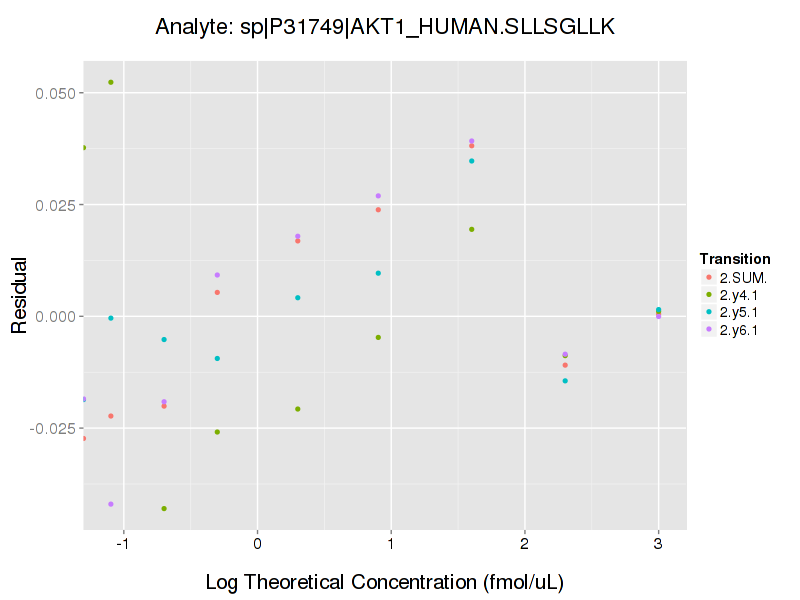 Analyte: sp|P31749|AKT1_HUMAN.SLLSGLLK
0.050
0.025
0.000
-0.025
Residual
-1
0
1
2
3
Log Theoretical Concentration (fmol/uL)
Transition
2.SUM.
2.y4.1
2.y5.1
2.y6.1